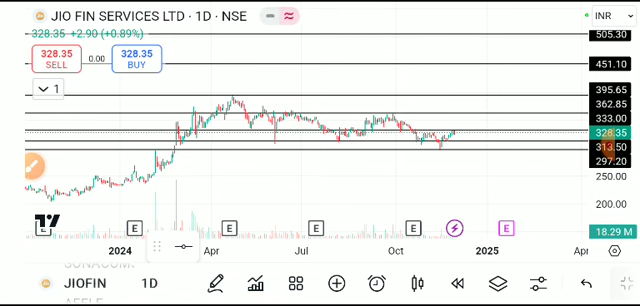 JIO FIN SERVICES LTD · 1D · NSE
328.35 +2.90 (+0.89%)
INR
505.30
328.35
SELL
0.00
328.35
BUY
451.10
1
395.65
362.85
333.00
328.35
313.50
297.20
250.00
200.00
E
E
E
E
E
18.29 M
2024
Apr
Jul
Oct
2025
Apr
JIOFIN
1D